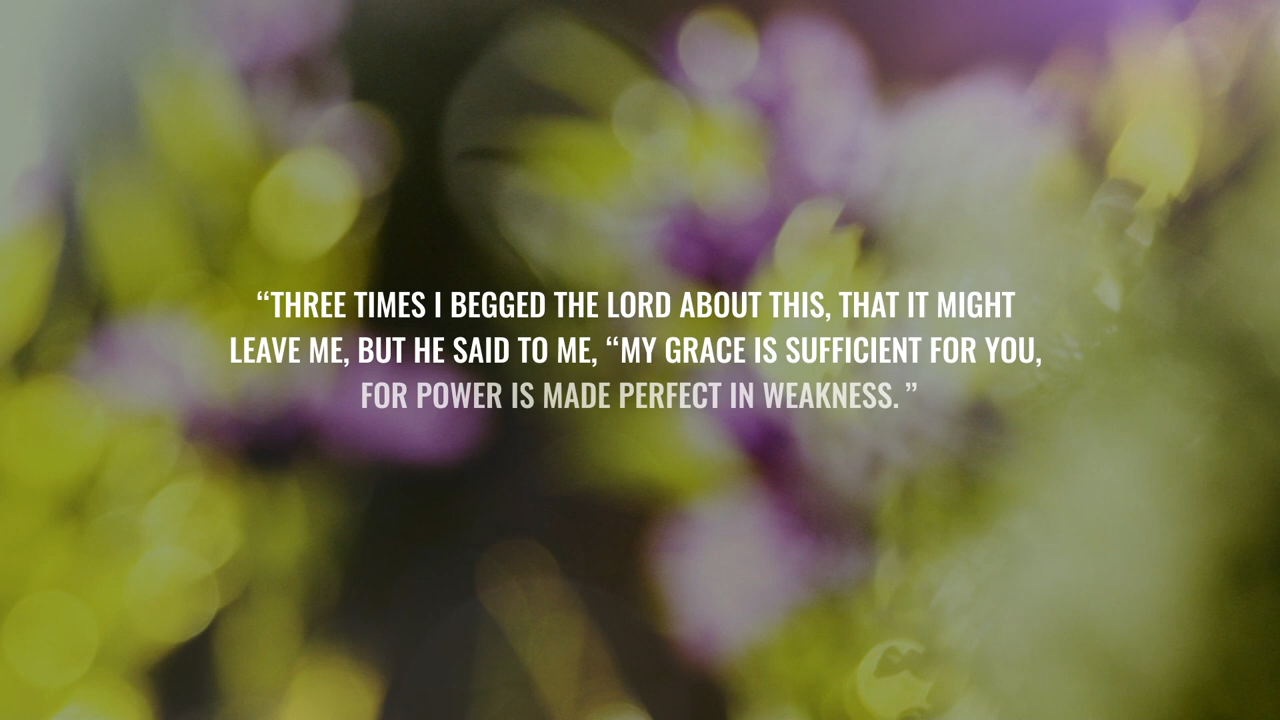 “THREE TIMES I BEGGED THE LORD ABOUT THIS, THAT IT MIGHT
LEAVE ME, BUT HE SAID TO ME, “MY GRACE IS SUFFICIENT FOR YOU,
FOR POWER IS MADE PERFECT IN WEAKNESS. ”